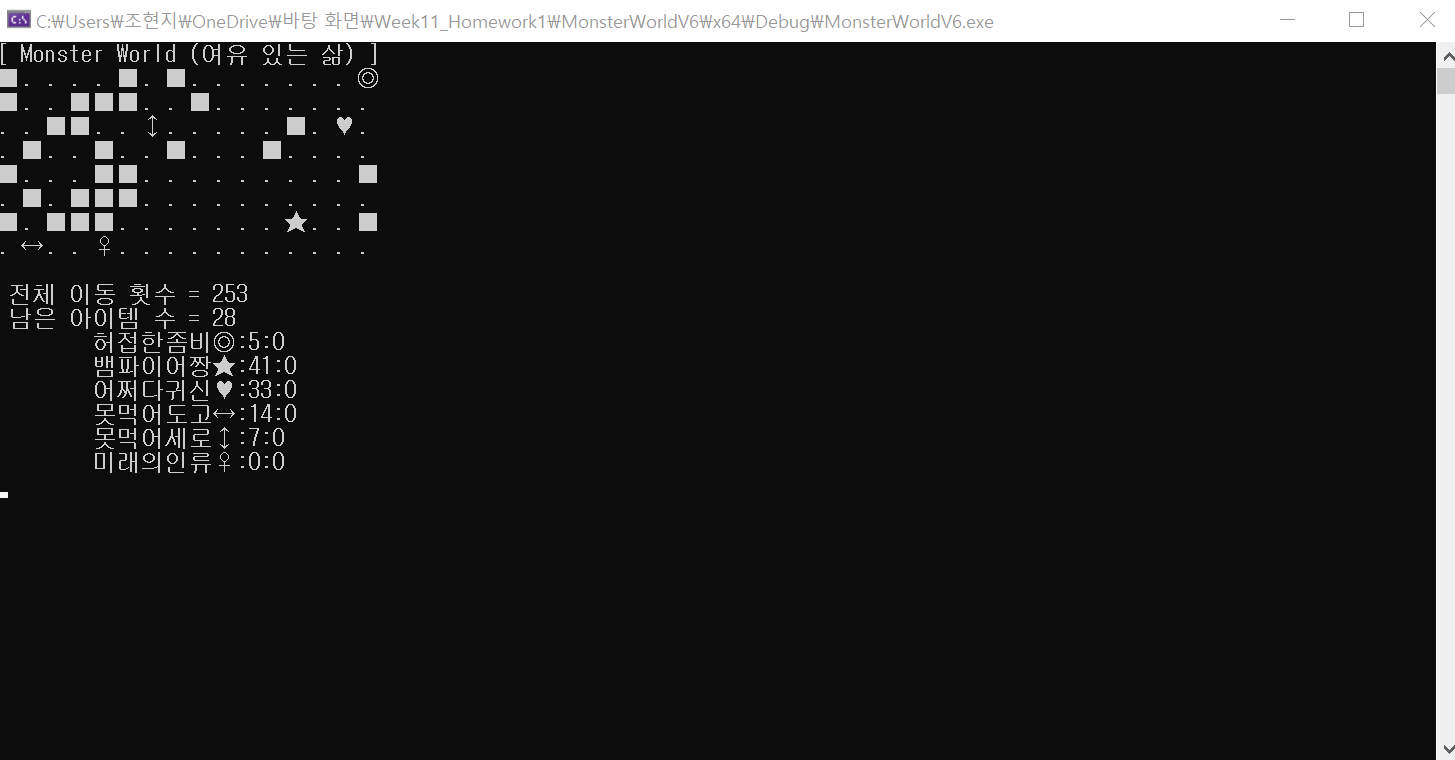 C:₩Users₩조현지₩OneDrive₩바탕 화면₩Week11_Homework1₩MonsterWorldV6₩x64₩Debug₩MonsterWorldV6.exe
[ Monster World (여유 있는 삶) ]
■. . . . ■. ■. . . . . . . ◎
■. . ■■■. . ■. . . . . . .
. . ■■. . ↕. . . . . ■. ♥.
. ■. . ■. . ■. . . ■. . . .
■. . . ■■. . . . . . . . . ■
. ■. ■■■. . . . . . . . . .
■. ■■■. . . . . . . ★. . ■
. ↔. . ♀. . . . . . . . . . .
전체 이동 횟수 = 253
남은 아이템 수 = 28
허접한좀비◎:5:0
뱀파이어짱★:41:0
어쩌다귀신♥:33:0
못먹어도고↔:14:0
못먹어세로↕:7:0
미래의인류♀:0:0